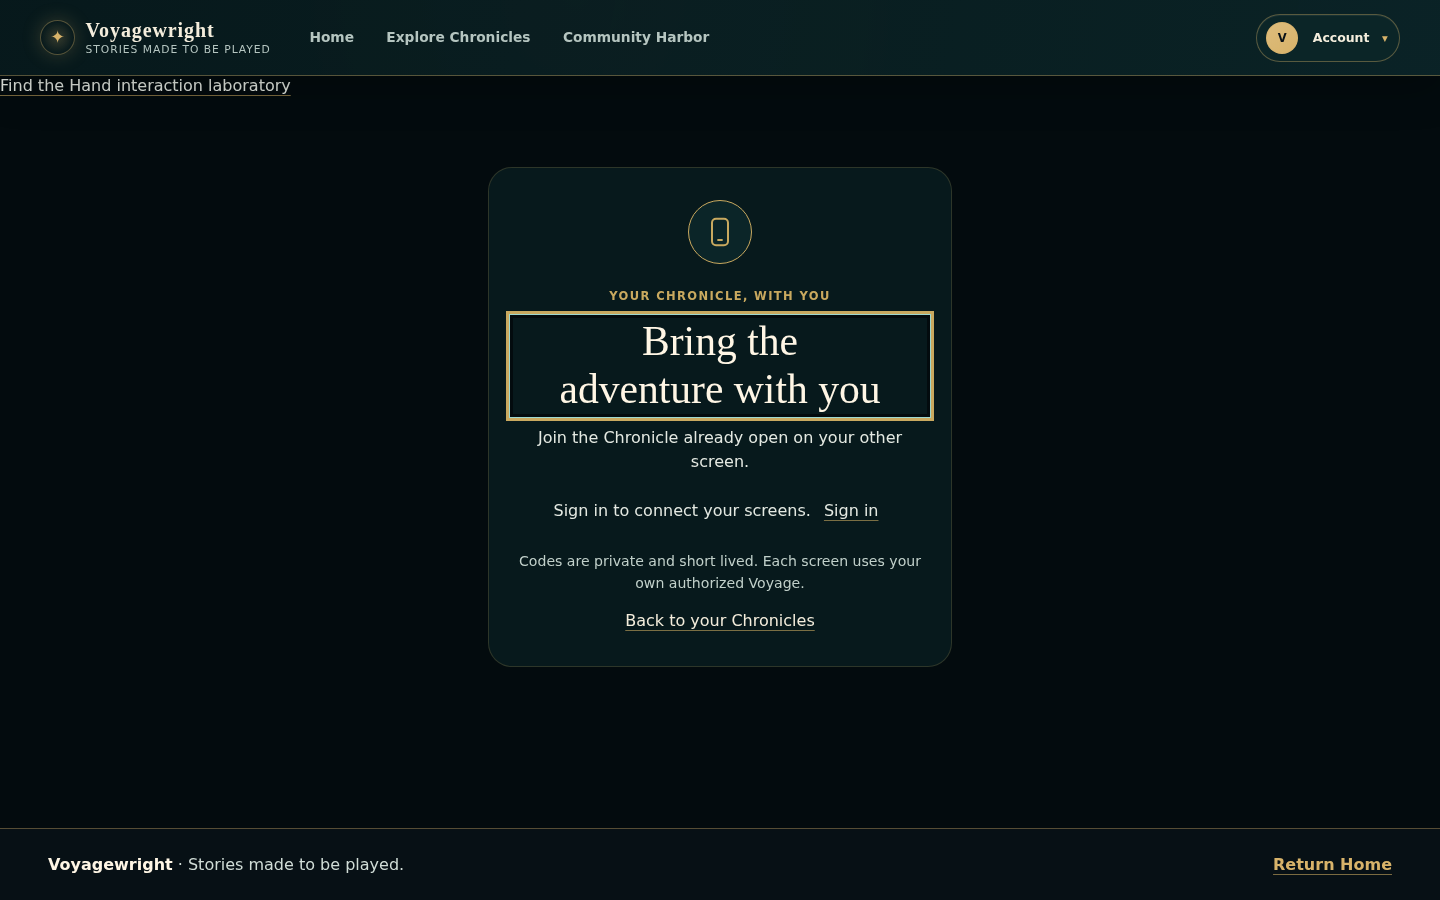 Voyagewright
STORIES MADE TO BE PLAYED
Home
Explore Chronicles
Community Harbor
V
Account
Find the Hand interaction laboratory
YOUR CHRONICLE, WITH YOU
Bring the
adventure with you
Join the Chronicle already open on your other
screen.
Sign in to connect your screens. Sign in
Codes are private and short lived. Each screen uses your
own authorized Voyage.
Back to your Chronicles
Voyagewright · Stories made to be played.
Return Home